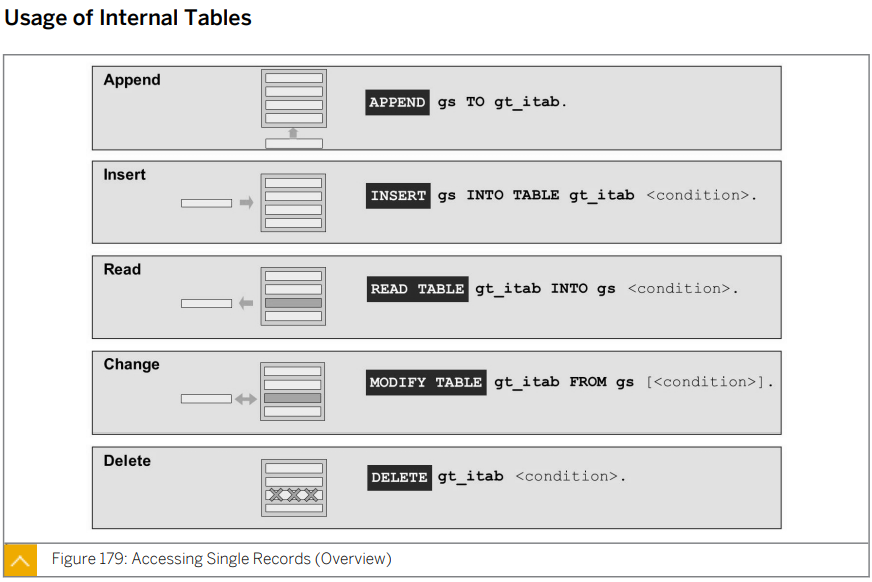 Usage of Internal Tables
Append
APPEND gs TO gt_itab.
Insert
INSERT gs INTO TABLE gt_itab <condition>.
Read
READ TABLE gt_itab INTO gs <condition>.
Change
MODIFY TABLE gt_itab FROM gs [<condition>].
Delete
DELETE gt_itab <condition>.
Figure 179: Accessing Single Records (Overview)